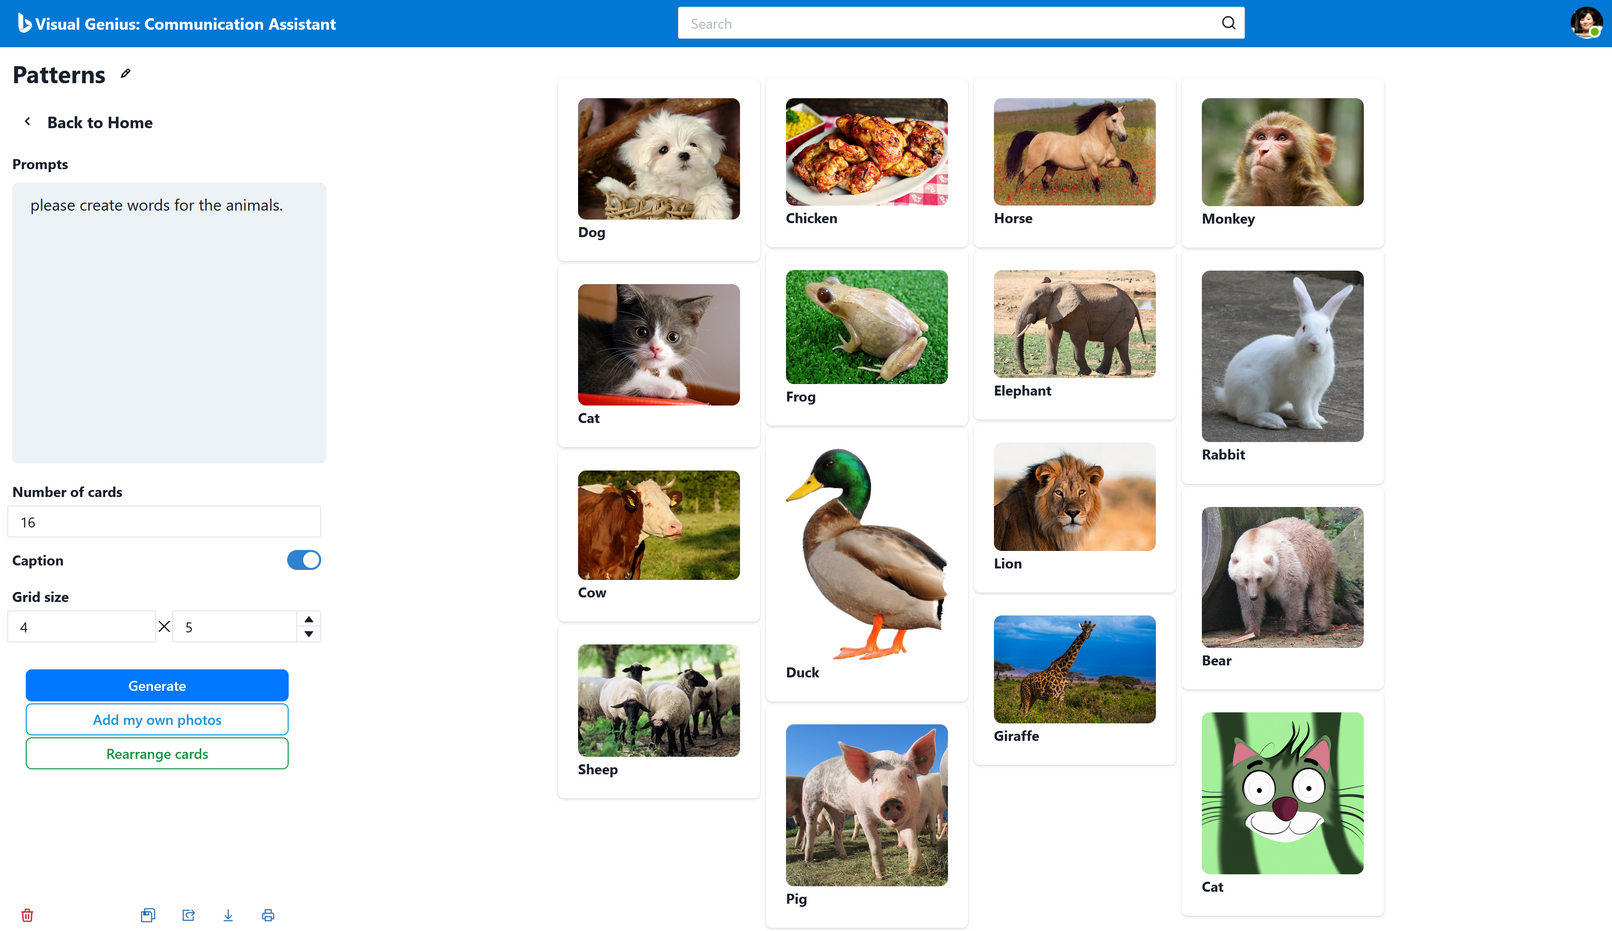 Visual Genius: Communication Assistant
Search
Patterns
Back to Home
Prompts
please create words for the animals.
Number of cards
16
Caption
Grid size
4
5
Generate
Add my own photos
Rearrange cards
Dog
Cat
Cow
Sheep
Chicken
Frog
Duck
Pig
Horse
Elephant
Lion
Giraffe
Monkey
Rabbit
Bear
Cat